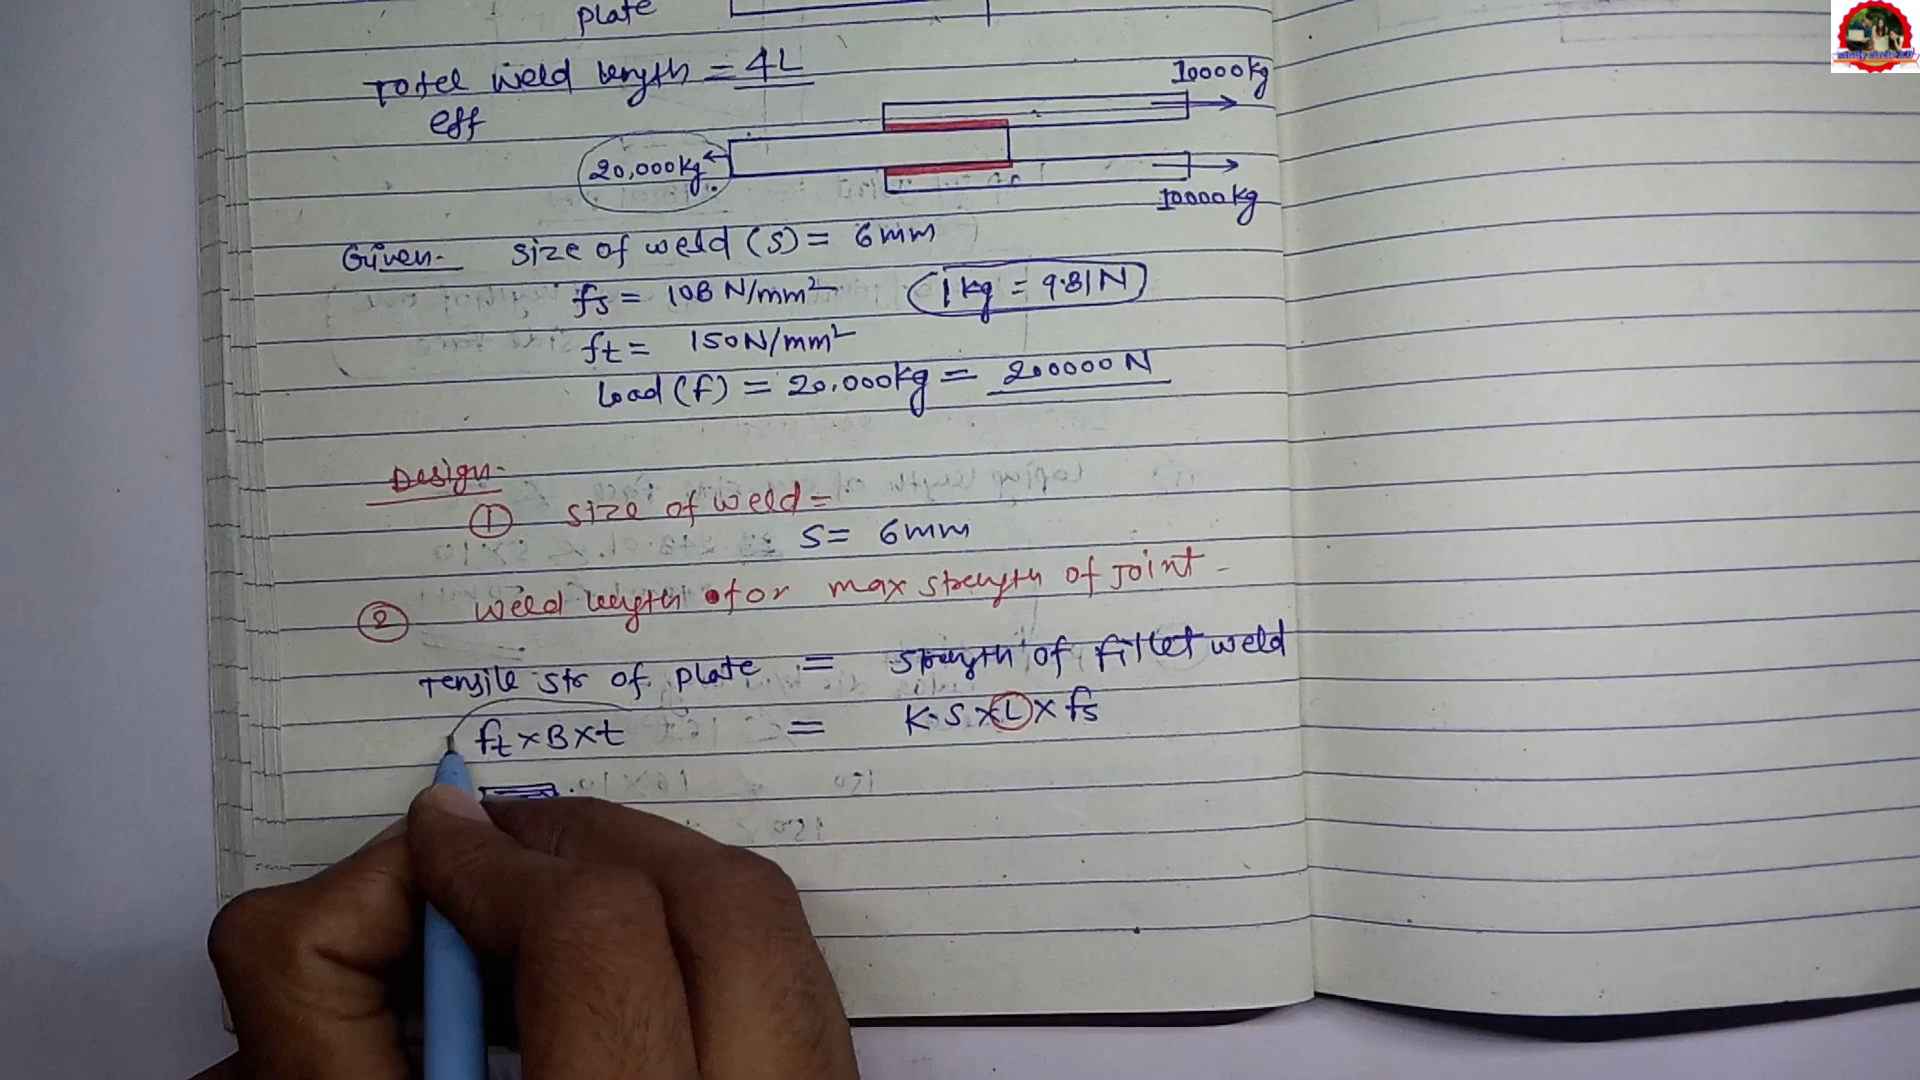 plate
Total weld length = 4L
eff
10000kg
20,000kg
10000kg
Given- size of weld (s) = 6mm
fs = 108 N/mm²
(1kg = 9.81N)
ft = 150N/mm²
Load (f) = 20,000kg = 200000 N
Design-
① size of weld =
s = 6mm
② weld length for max strength of Joint -
Tensile str of plate = strength of fillet weld
ft × B × t = K.S × L × fs